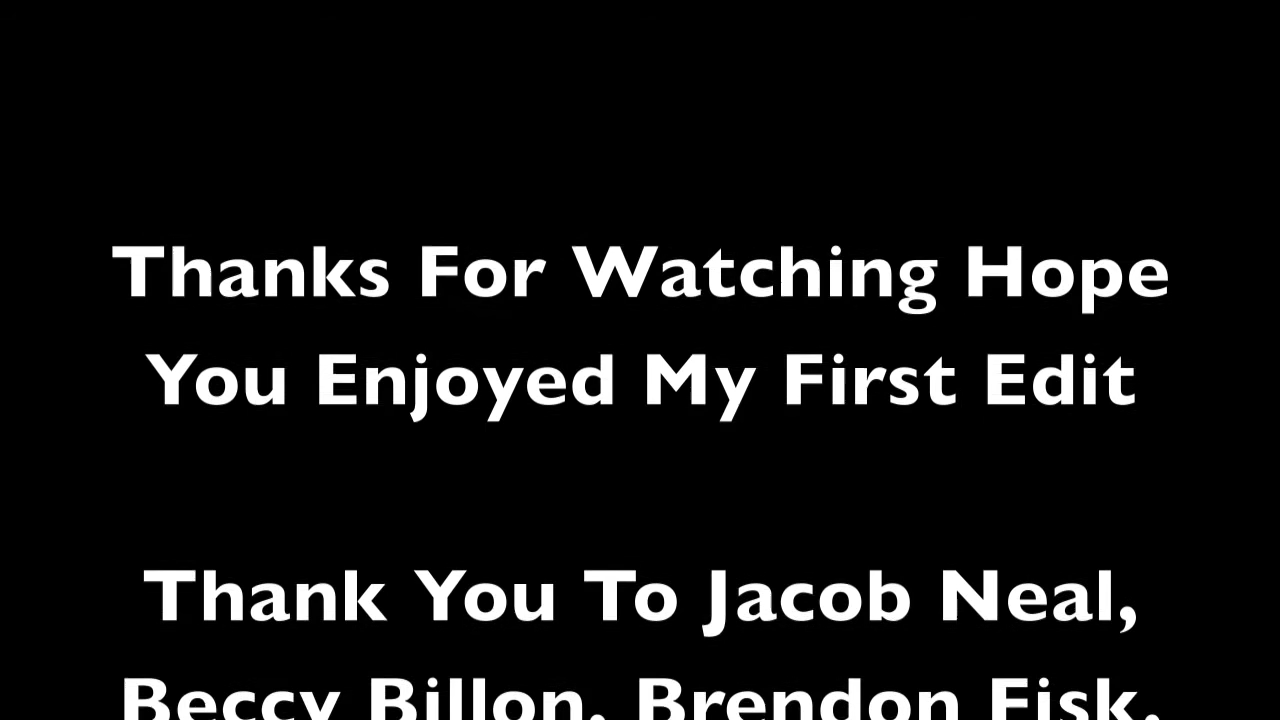 Thanks For Watching Hope
You Enjoyed My First Edit
Thank You To Jacob Neal,
Beccy Billon, Brendon Fisk,